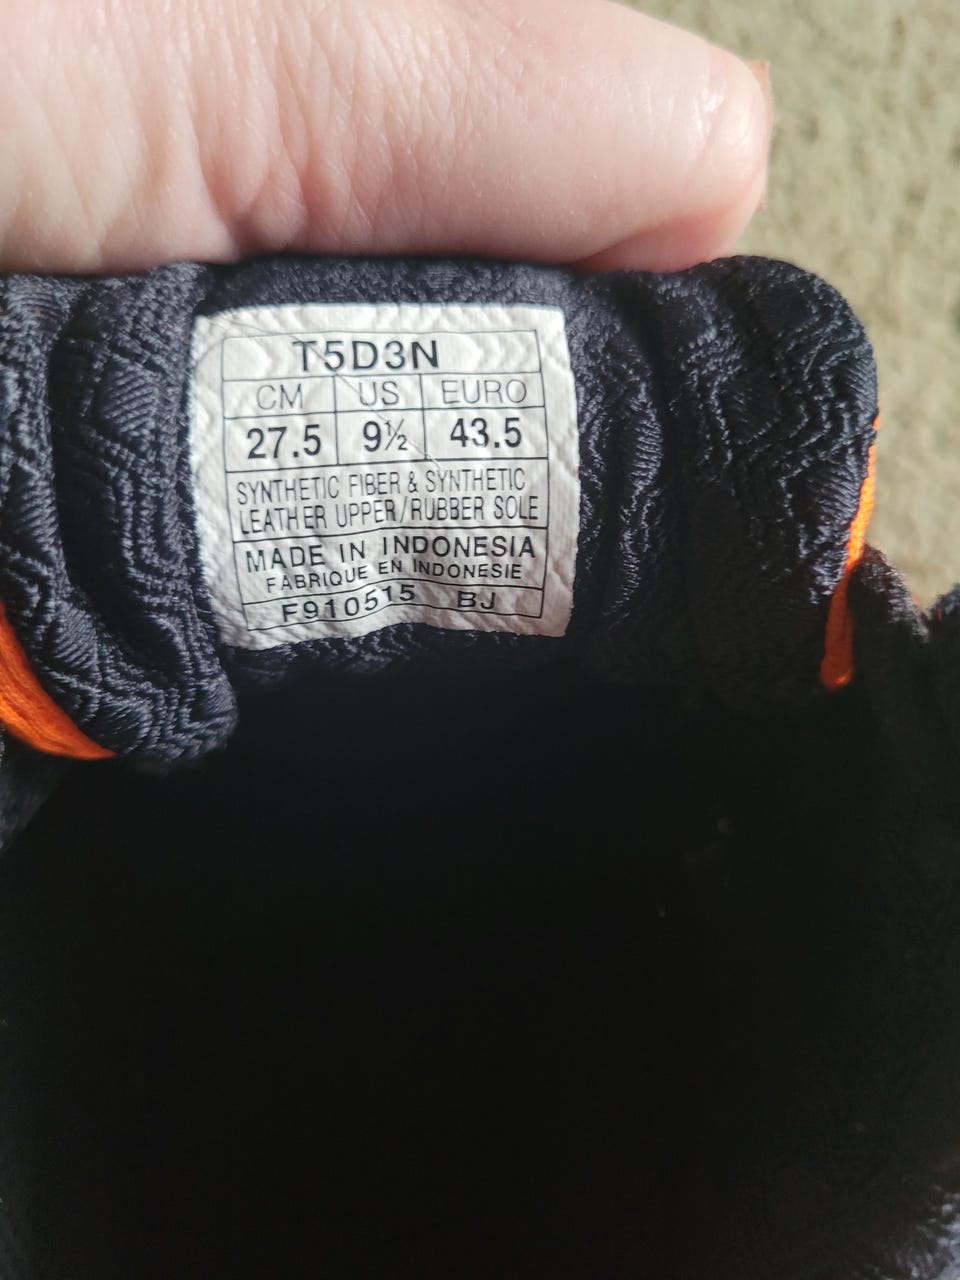 T5D3N
CM US EURO
27.5 9½ 43.5
SYNTHETIC FIBER & SYNTHETIC
LEATHER UPPER/RUBBER SOLE
MADE IN INDONESIA
FABRIQUE EN INDONESIE
F910515 BJ